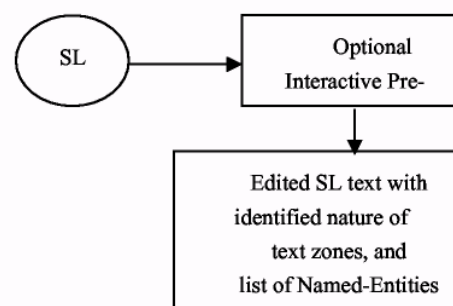 SL
Optional
Interactive Pre-
Edited SL text with
identified nature of
text zones, and
list of Named-Entities